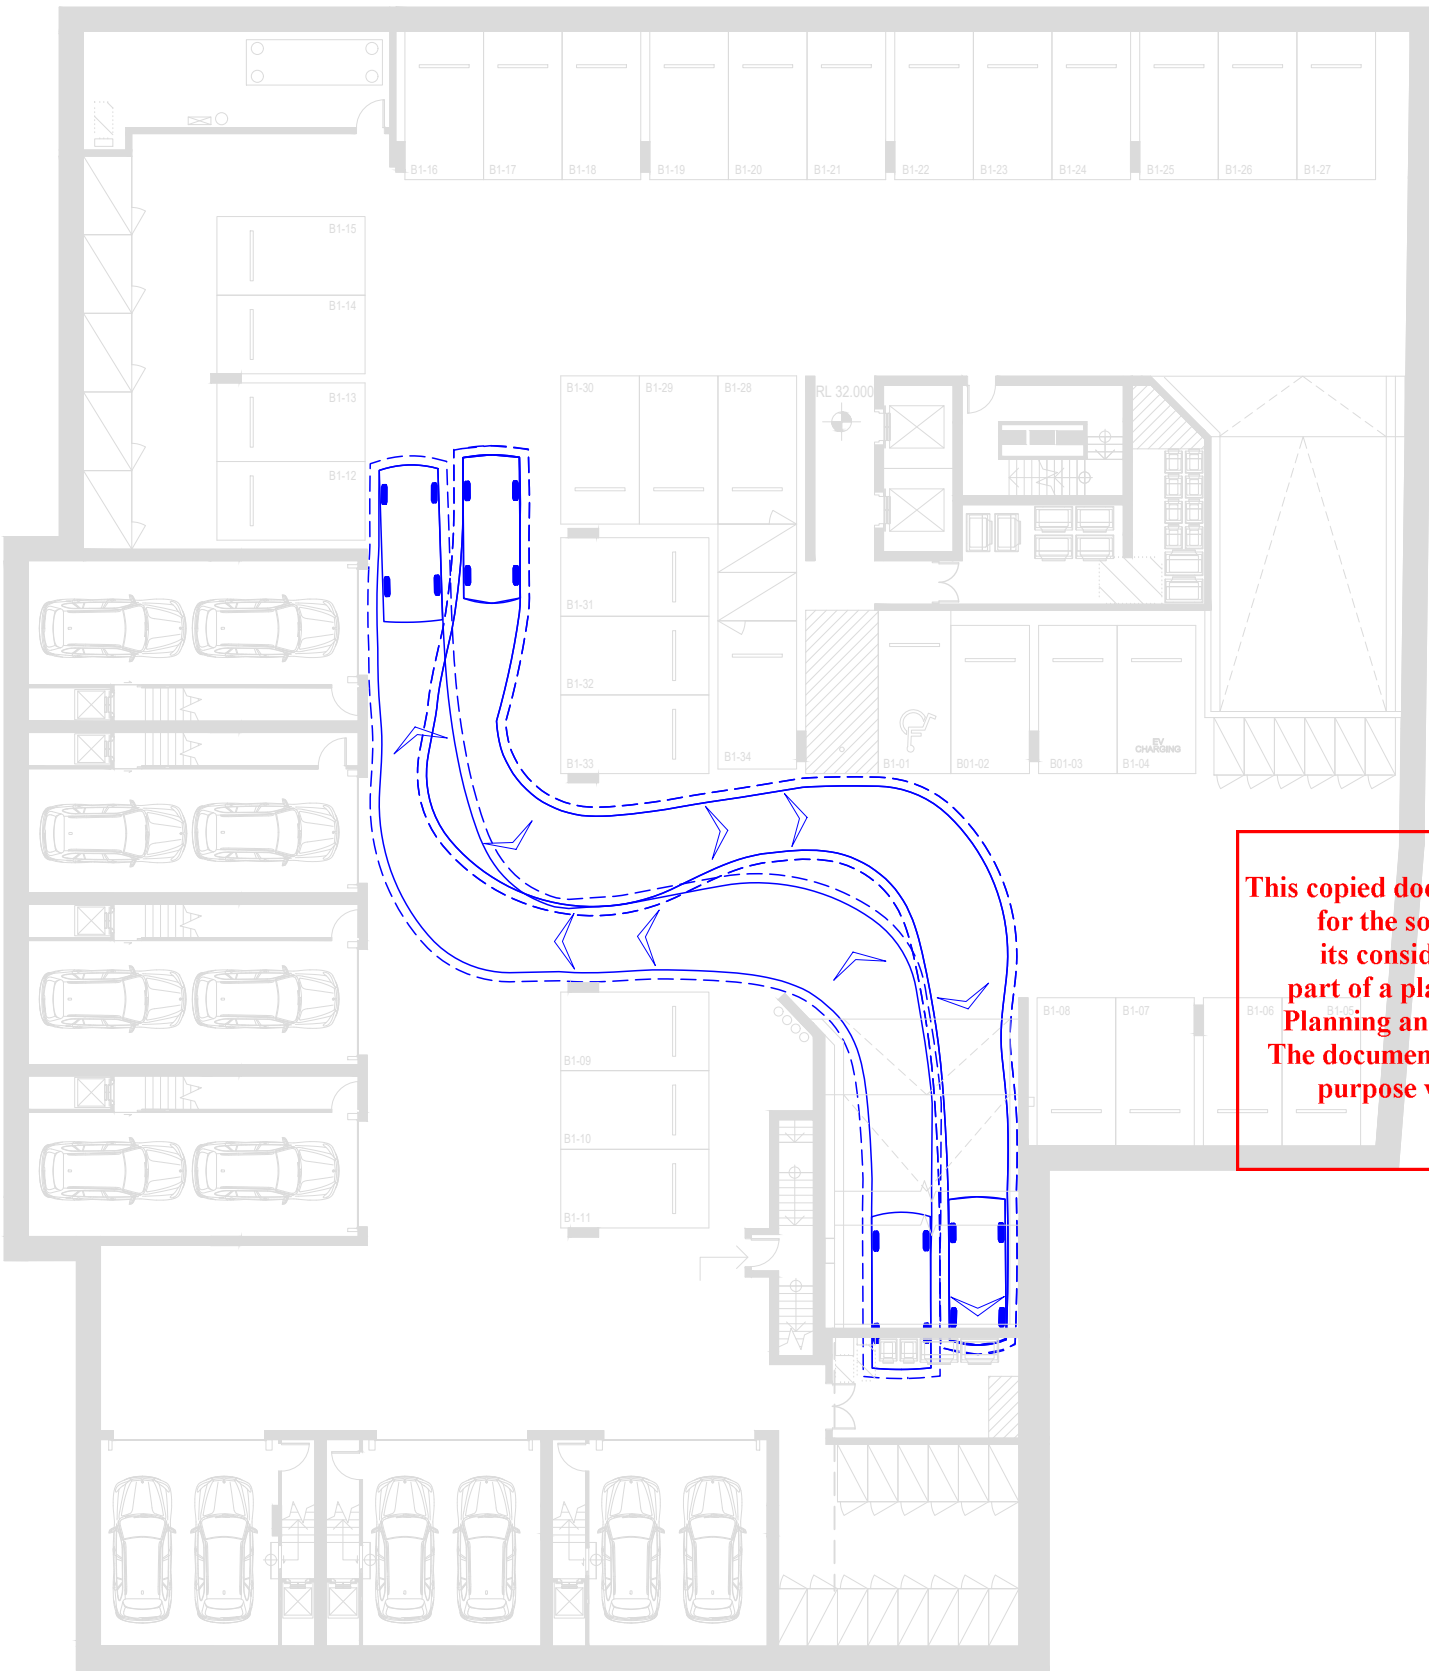 B1-16 B1-17 B1-18 B1-19 B1-20 B1-21 B1-22 B1-23 B1-24 B1-25 B1-26 B1-27
B1-15
B1-14
B1-13
B1-12
B1-30 B1-29 B1-28
RL 32.000
B1-31
B1-32
B1-33
B1-34
B1-01 B01-02 B01-03 B1-04
EV
CHARGING
This copied doc
for the so
its consid
part of a pla
Planning an
The documen
purpose v
B1-08 B1-07 B1-06 B1-05
B1-09
B1-10
B1-11